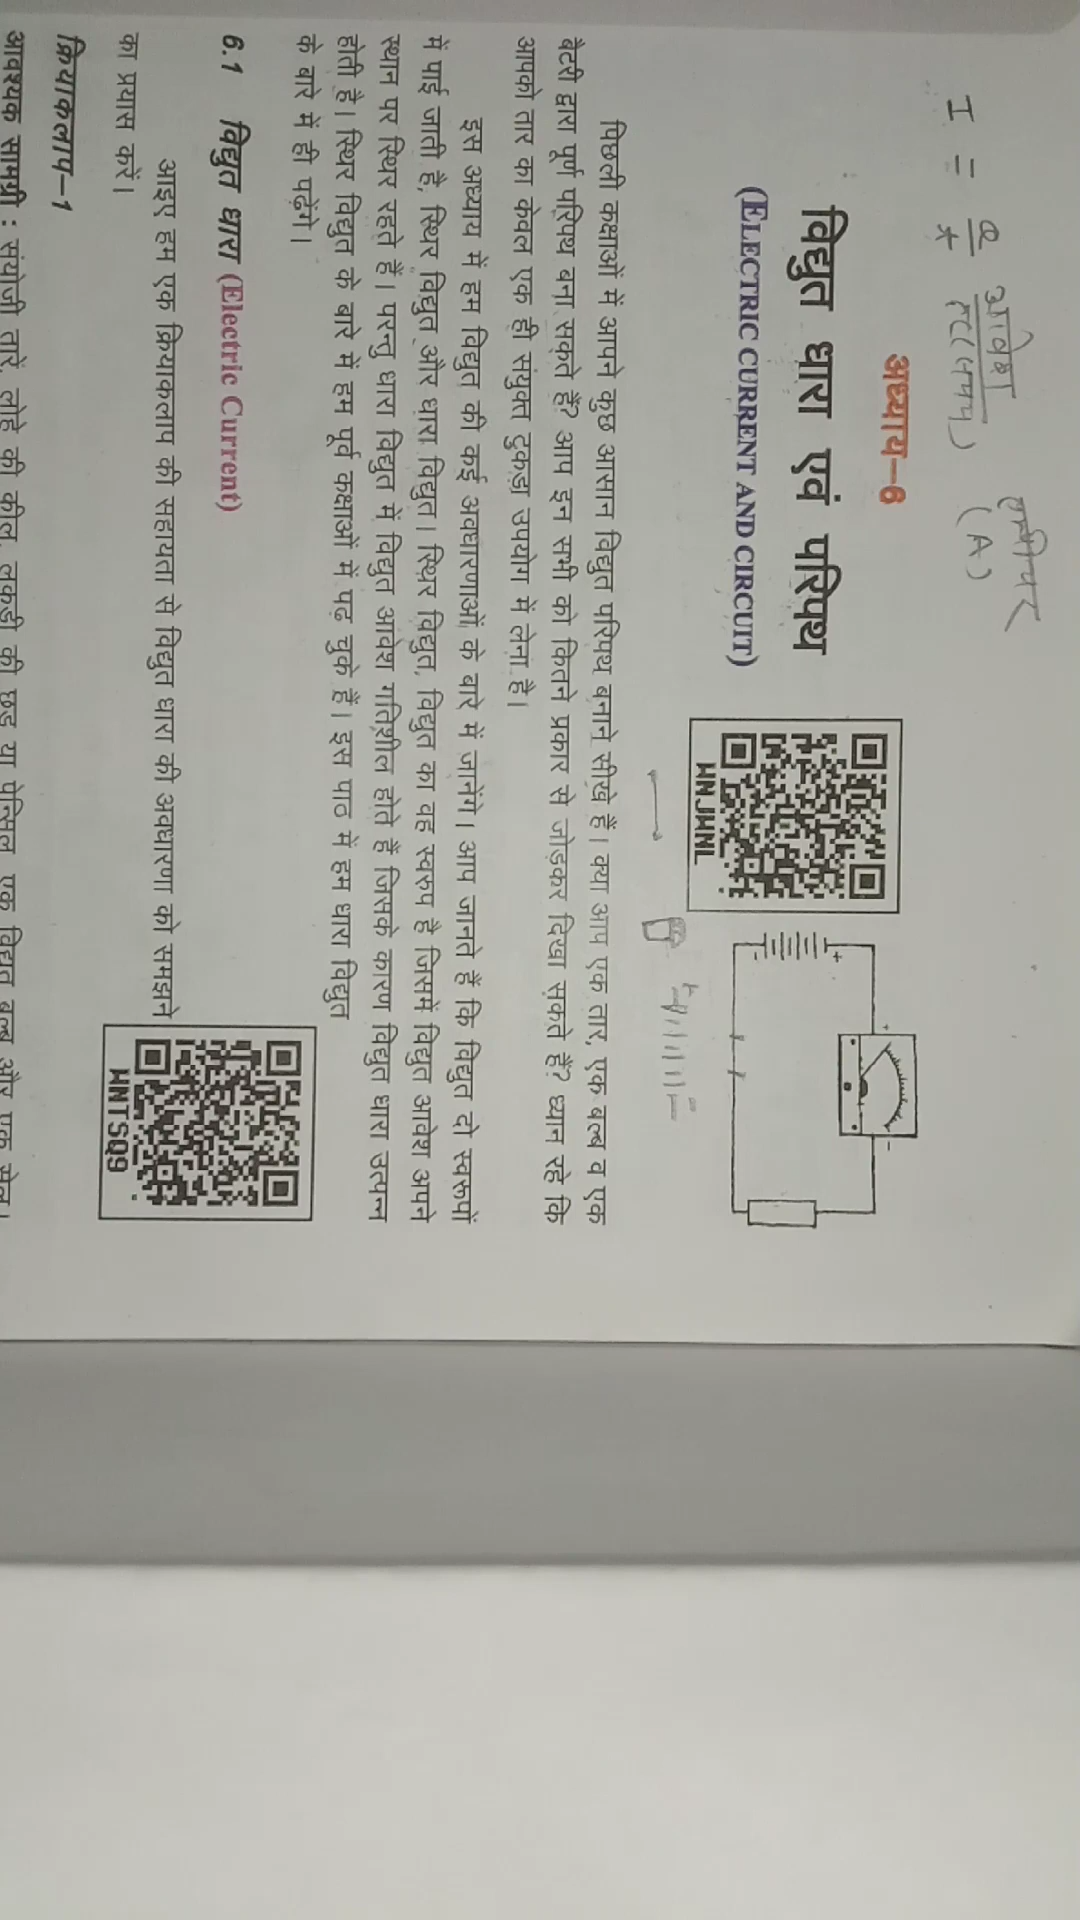 I = Q/t आवेश/(t) समय) एम्पीयर (A)
अध्याय–6
विद्युत धारा एवं परिपथ
(ELECTRIC CURRENT AND CIRCUIT)
WNJWNL
पिछली कक्षाओं में आपने कुछ आसान विद्युत परिपथ बनाने सीखे हैं। क्या आप एक तार, एक बल्ब व एक
बैटरी द्वारा पूर्ण परिपथ बना सकते हैं? आप इन सभी को कितने प्रकार से जोड़कर दिखा सकते हैं? ध्यान रहे कि
आपको तार का केवल एक ही संयुक्त टुकड़ा उपयोग में लेना है।
इस अध्याय में हम विद्युत की कई अवधारणाओं के बारे में जानेंगे। आप जानते हैं कि विद्युत दो स्वरूपों
में पाई जाती है, स्थिर विद्युत और धारा विद्युत। स्थिर विद्युत, विद्युत का वह स्वरूप है जिसमें विद्युत आवेश अपने
स्थान पर स्थिर रहते हैं। परन्तु धारा विद्युत में विद्युत आवेश गतिशील होते हैं जिसके कारण विद्युत धारा उत्पन्न
होती है। स्थिर विद्युत के बारे में हम पूर्व कक्षाओं में पढ़ चुके हैं। इस पाठ में हम धारा विद्युत
के बारे में ही पढ़ेंगे।
6.1 विद्युत धारा (Electric Current)
आइए हम एक क्रियाकलाप की सहायता से विद्युत धारा की अवधारणा को समझने
का प्रयास करें।
WNTSQ9
क्रियाकलाप–1
आवश्यक सामग्री : संयोजी तारें, लोहे की कील, लकड़ी की छड़ या पेन्सिल, एक विद्युत बल्ब और एक सेल।